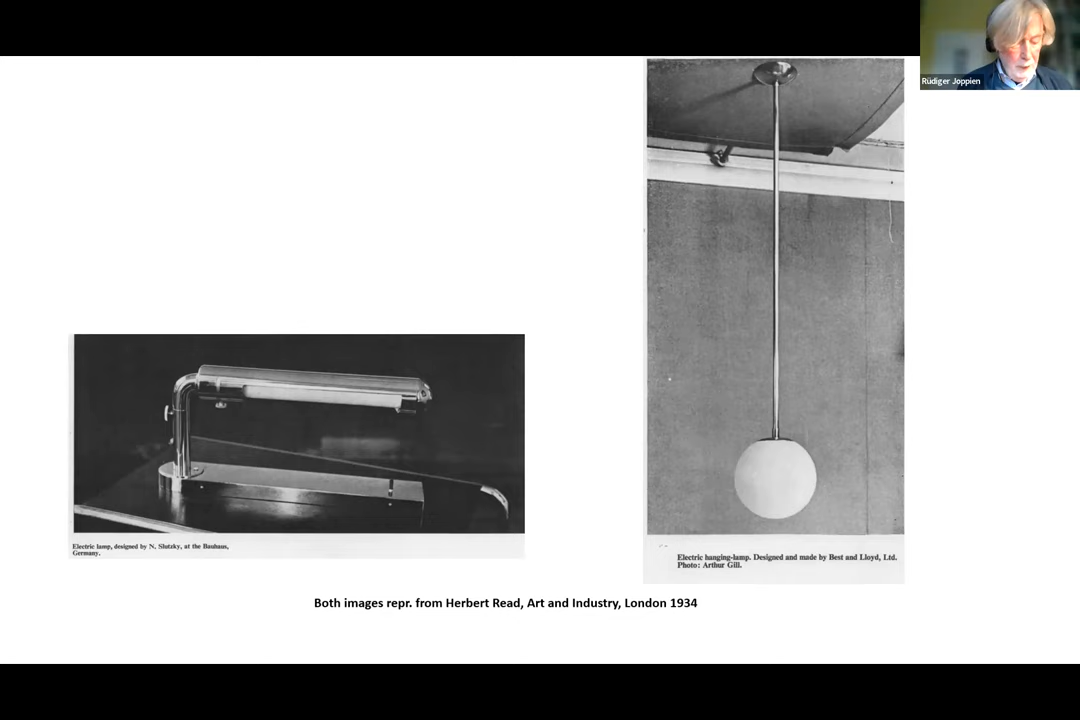 Rüdiger Joppien
Electric lamp, designed by N. Slutzky, at the Bauhaus,
Germany.
Electric hanging-lamp. Designed and made by Best and Lloyd, Ltd.
Photo: Arthur Gill.
Both images repr. from Herbert Read, Art and Industry, London 1934